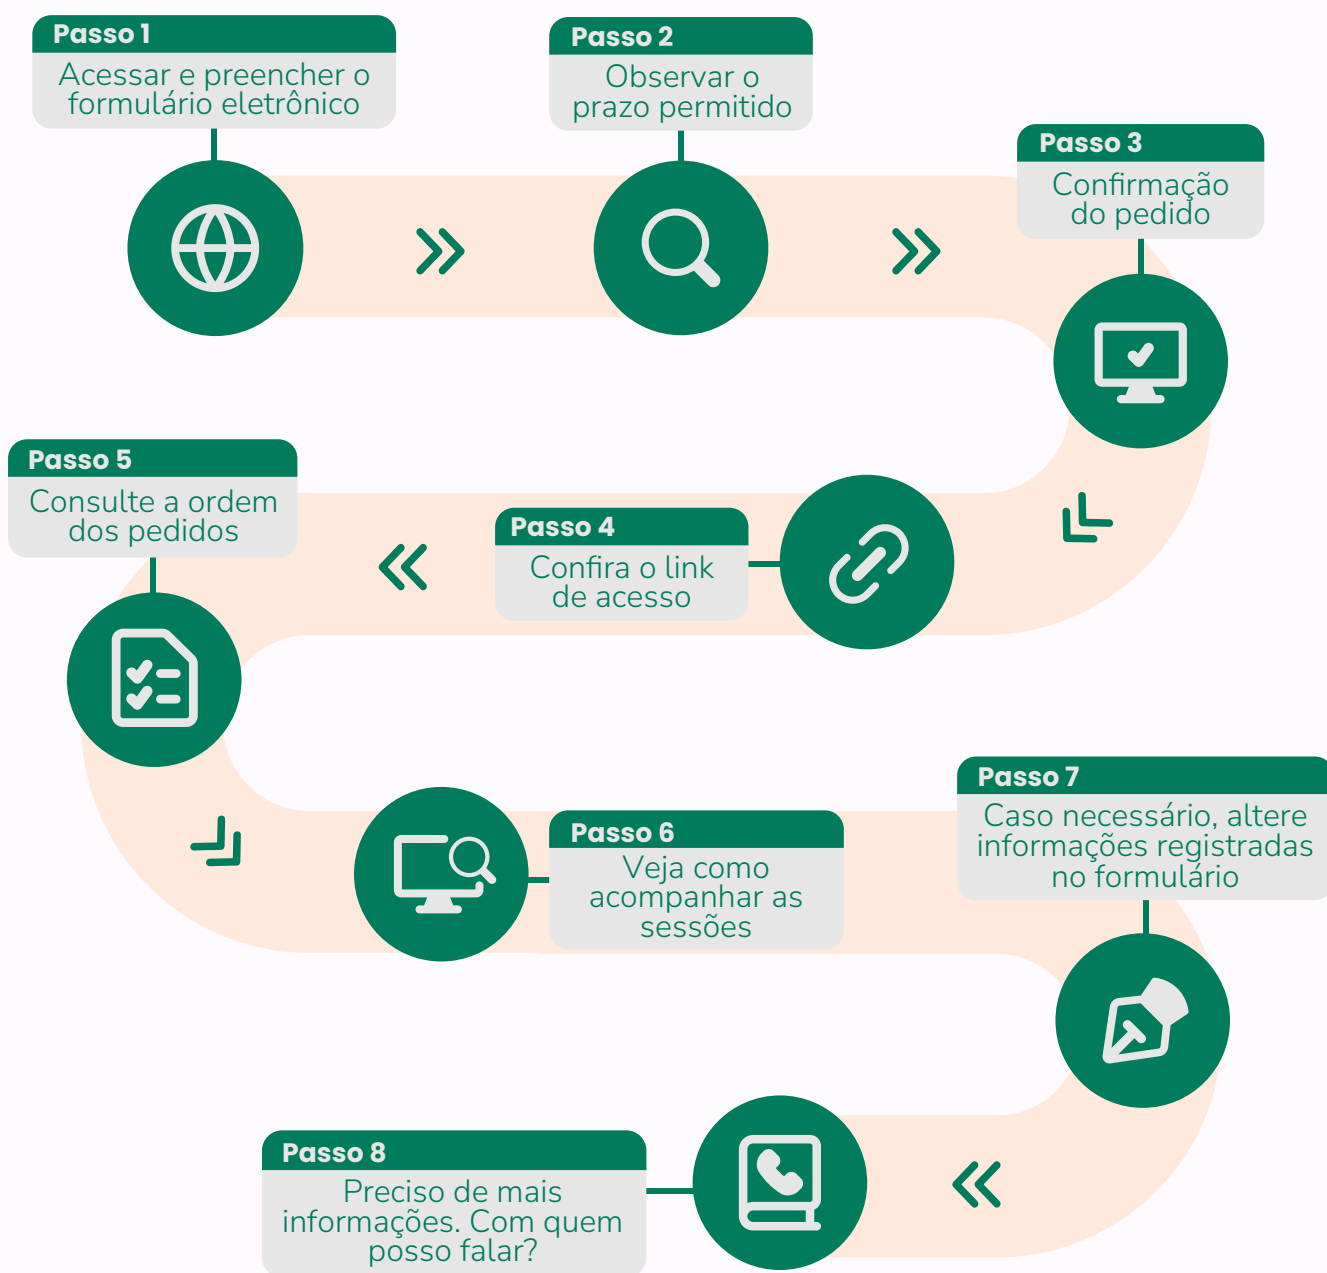 Passo 1
Acessar e preencher o
formulário eletrônico
Passo 2
Observar o
prazo permitido
Passo 3
Confirmação
do pedido
Passo 4
Confira o link
de acesso
Passo 5
Consulte a ordem
dos pedidos
Passo 6
Veja como
acompanhar as
sessões
Passo 7
Caso necessário, altere
informações registradas
no formulário
Passo 8
Preciso de mais
informações. Com quem
posso falar?